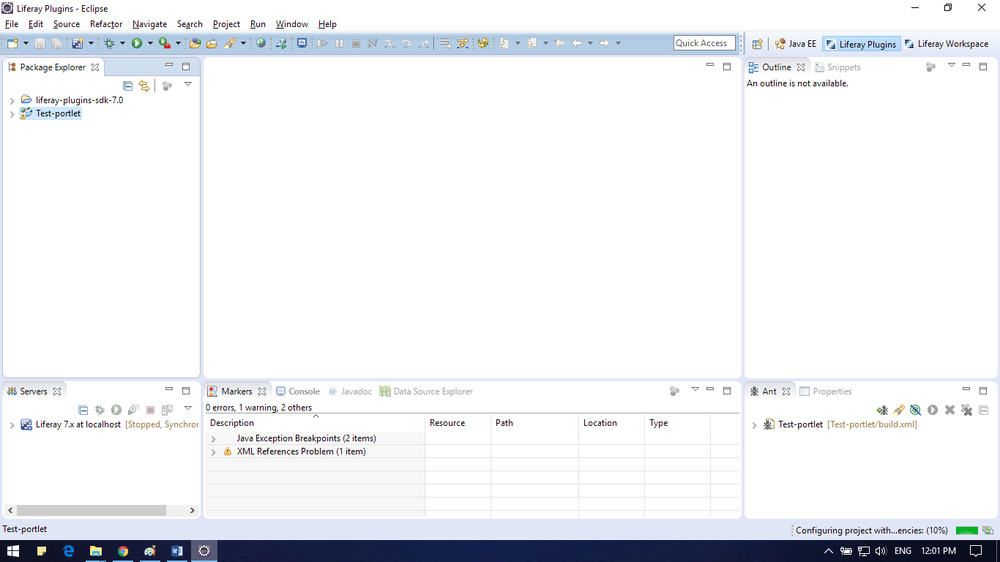 Liferay Plugins - Eclipse
File Edit Source Refactor Navigate Search Project Run Window Help
Quick Access
Java EE
Liferay Plugins
Liferay Workspace
Package Explorer
liferay-plugins-sdk-7.0
Test-portlet
Outline
Snippets
An outline is not available.
Servers
Liferay 7.x at localhost [Stopped, Synchror
Markers Console @ Javadoc Data Source Explorer
0 errors, 1 warning, 2 others
Description Resource Path Location Type
Java Exception Breakpoints (2 items)
XML References Problem (1 item)
Ant
Properties
Test-portlet [Test-portlet/build.xml]
Test-portlet
Configuring project with...encies: (10%)
ENG 12:01 PM